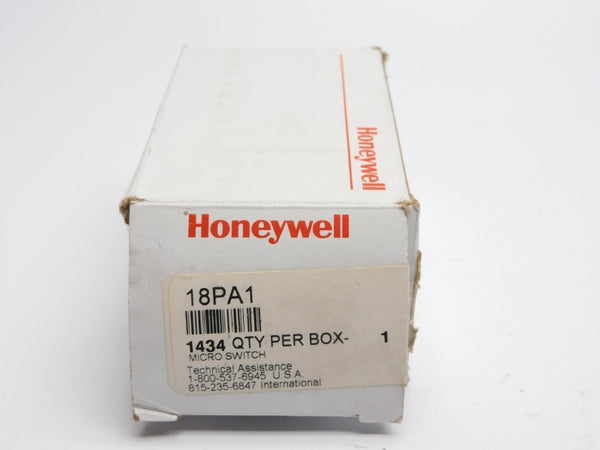 Honeywell
Honeywell
18PA1
1434 QTY PER BOX- 1
MICRO SWITCH
Technical Assistance
1-800-537-6945 U.S.A.
815-235-6847 International